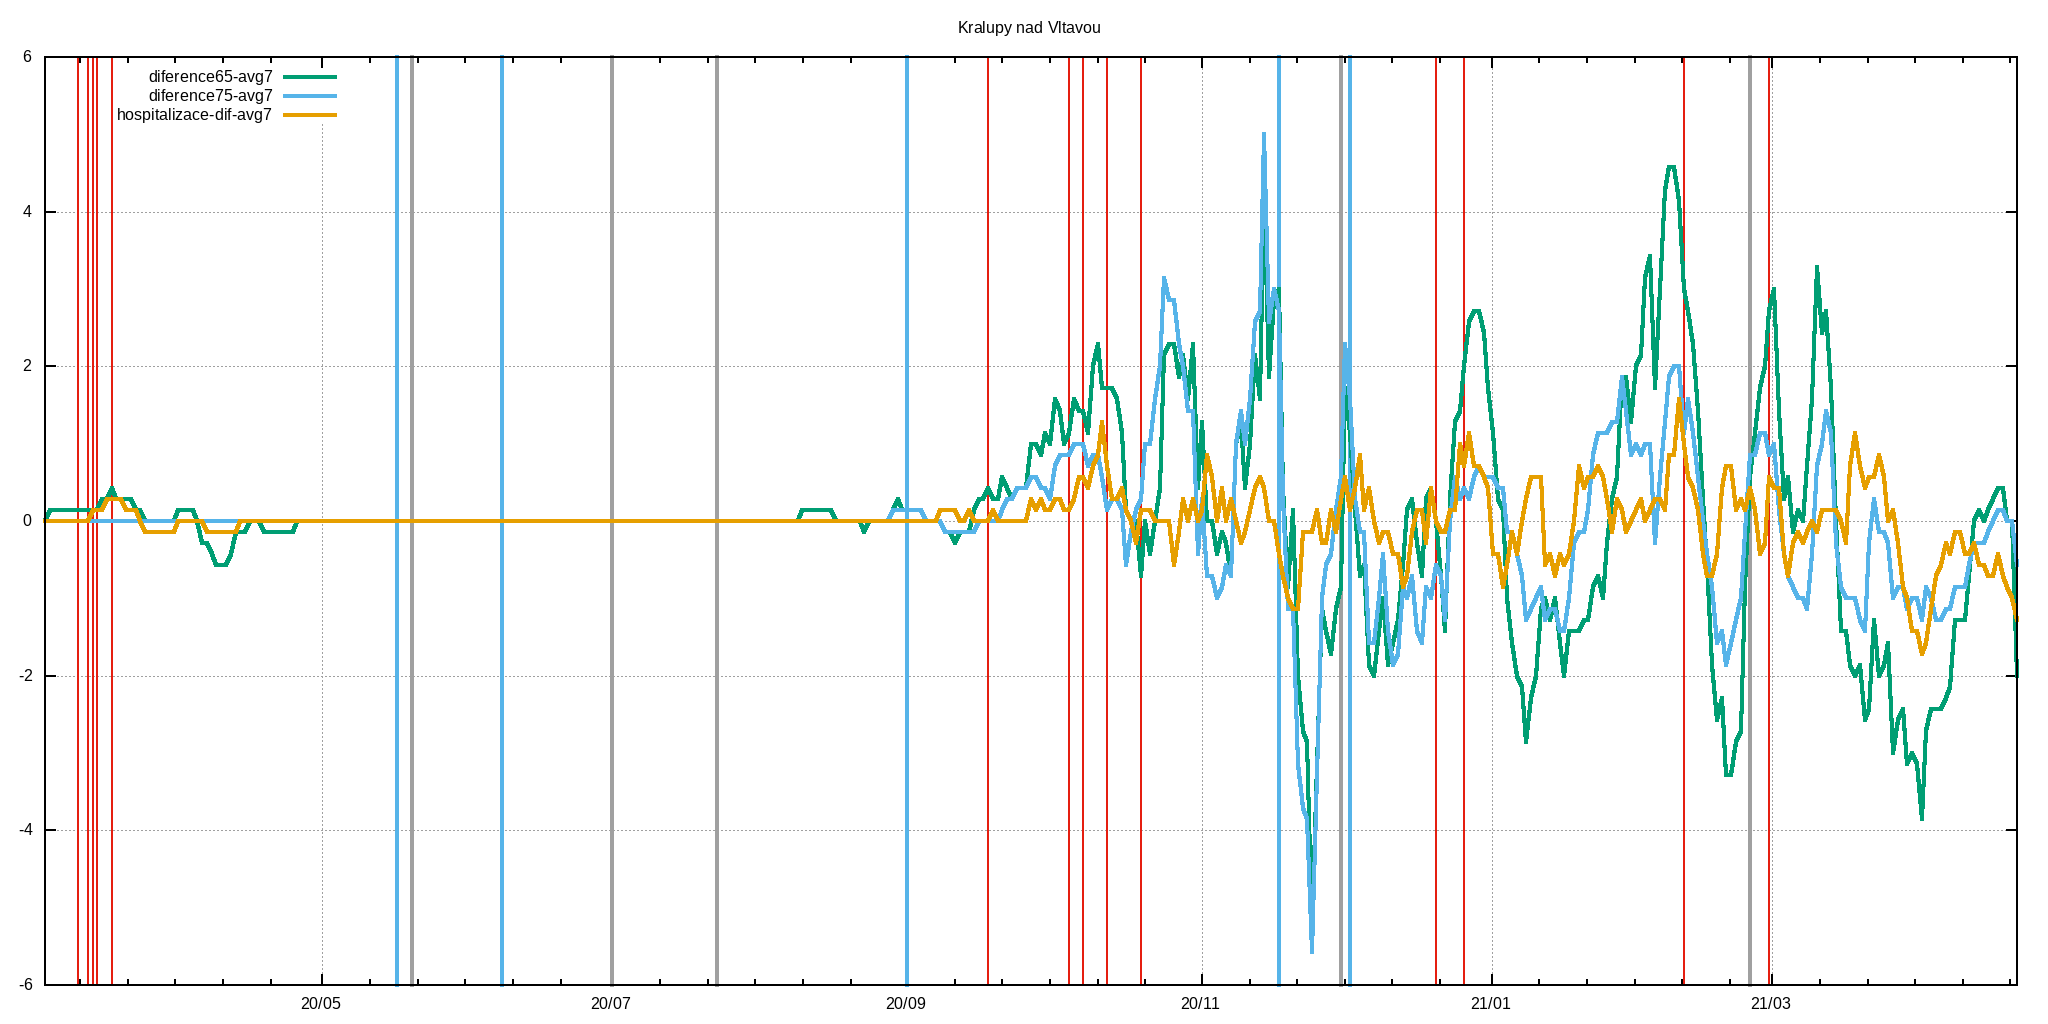 Kralupy nad Vltavou
6
diference65-avg7
diference75-avg7
hospitalizace-dif-avg7
4
2
0
-2
-4
-6
20/05 20/07 20/09 20/11 21/01 21/03